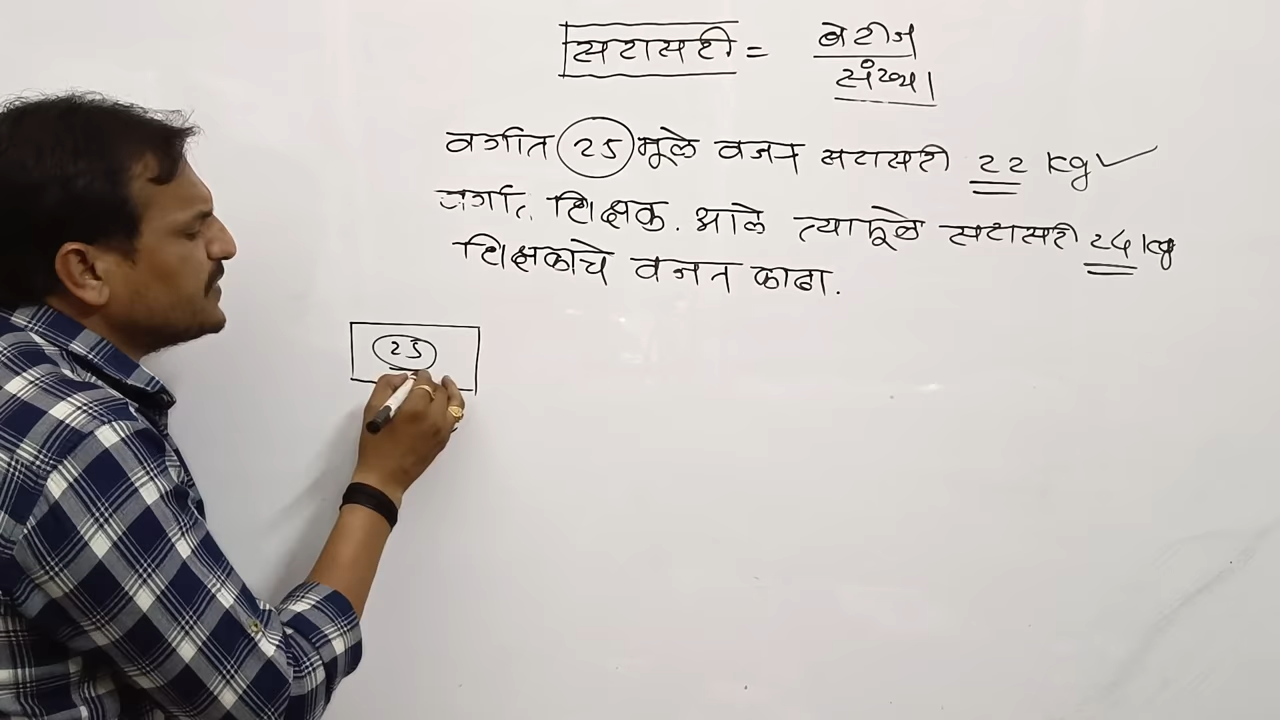 सरासरी = बेरीज
संख्या
वर्गात 25 मूले वजन सरासरी 22 kg ✓
वर्गात शिक्षक. आले त्यामूळे सरासरी 24 kg
शिक्षकाचे वजन काढा.
25